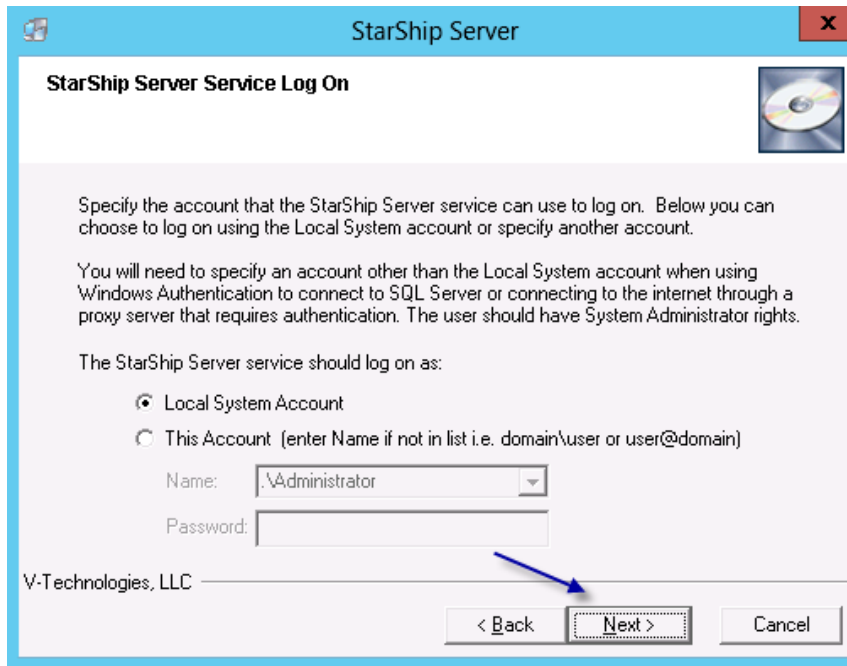 StarShip Server
x
StarShip Server Service Log On
Specify the account that the StarShip Server service can use to log on.  Below you can
choose to log on using the Local System account or specify another account.
You will need to specify an account other than the Local System account when using
Windows Authentication to connect to SQL Server or connecting to the internet through a
proxy server that requires authentication. The user should have System Administrator rights.
The StarShip Server service should log on as:
Local System Account
This Account  (enter Name if not in list i.e. domain\user or user@domain)
Name: .\Administrator
Password:
V-Technologies, LLC
< Back Next > Cancel